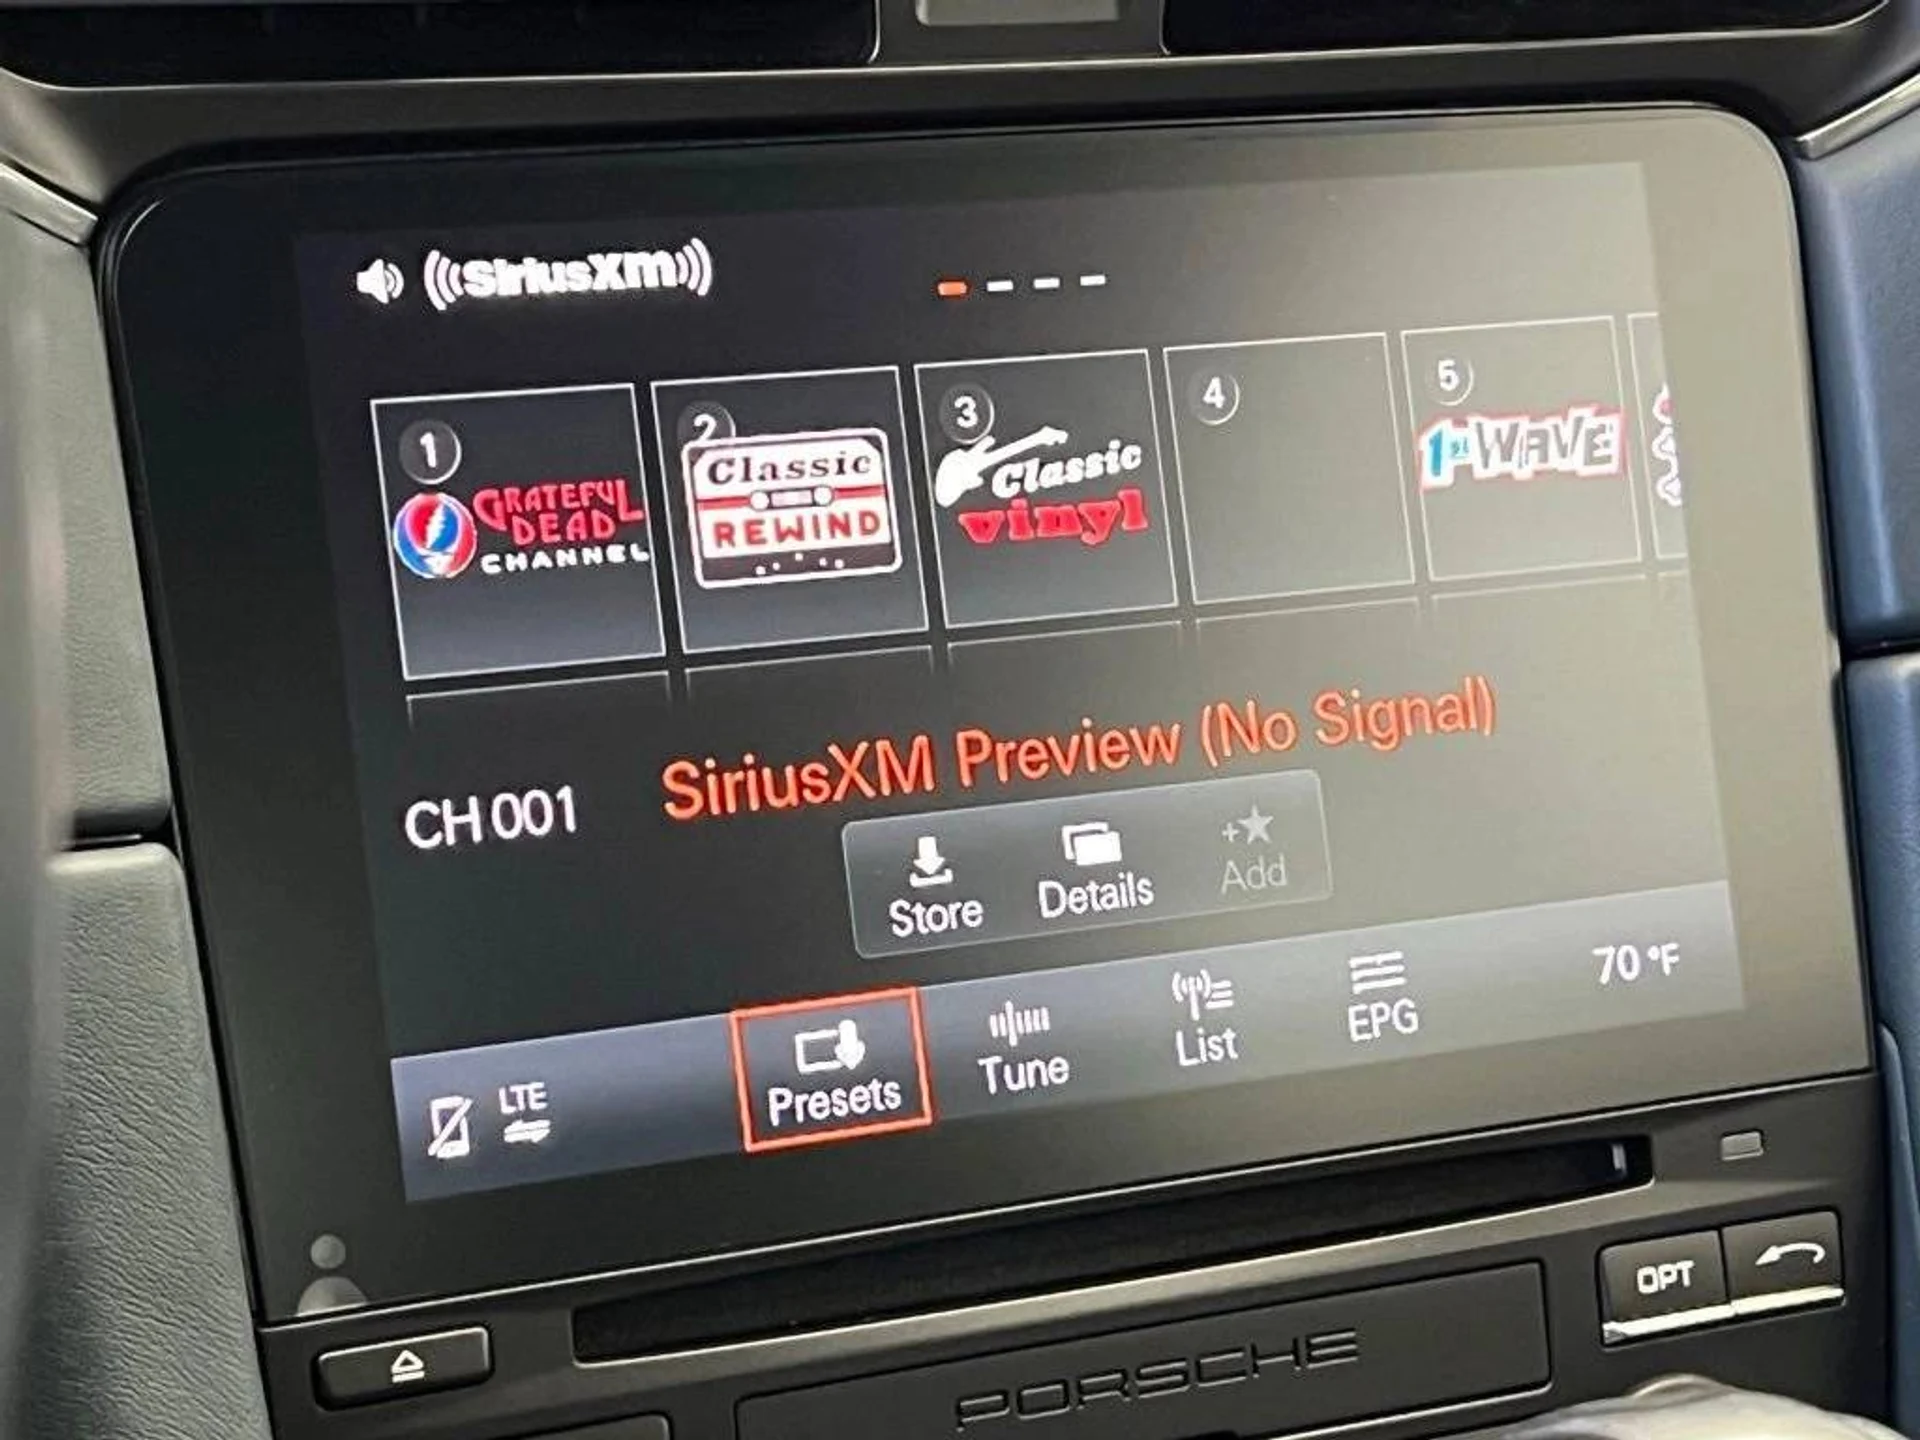 ((SiriusXM))
1
GRATEFUL
DEAD
CHANNEL
2
Classic
REWIND
3
Classic
vinyl
4
5
1st WAVE
SiriusXM Preview (No Signal)
CH 001
Store
Details
+★
Add
70 °F
LTE
Presets
Tune
List
EPG
OPT
PORSCHE